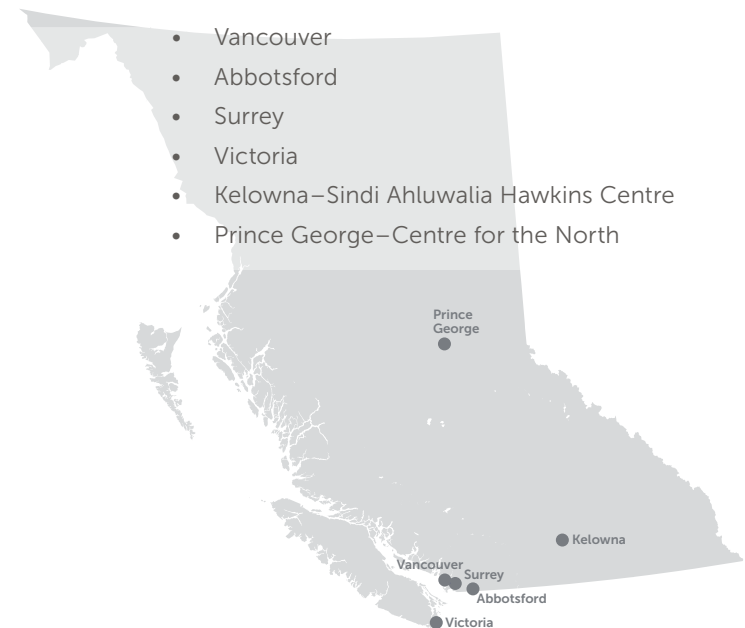 • Vancouver
• Abbotsford
• Surrey
• Victoria
• Kelowna–Sindi Ahluwalia Hawkins Centre
• Prince George–Centre for the North
Prince
George
Kelowna
Vancouver
Surrey
Abbotsford
Victoria